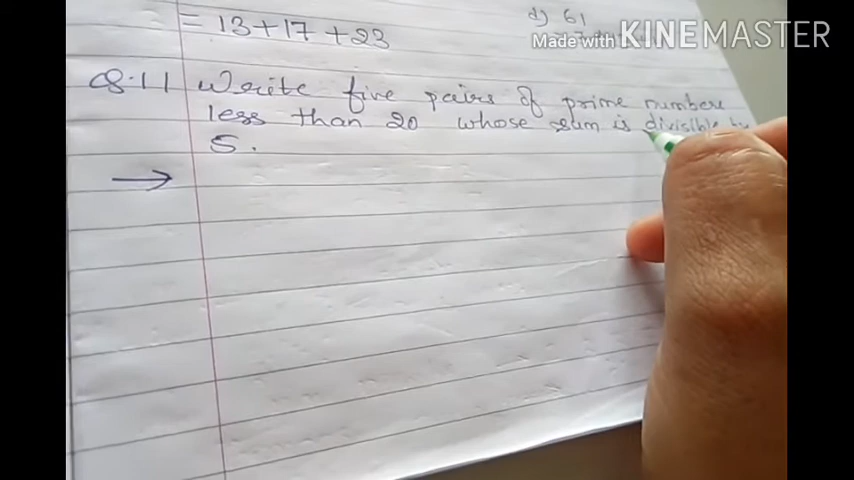 = 13+17 +23
d) 61
Made with KINEMASTER
Q.11 Write five pairs of prime numbers
less than 20 whose sum is divisible by
5.
→